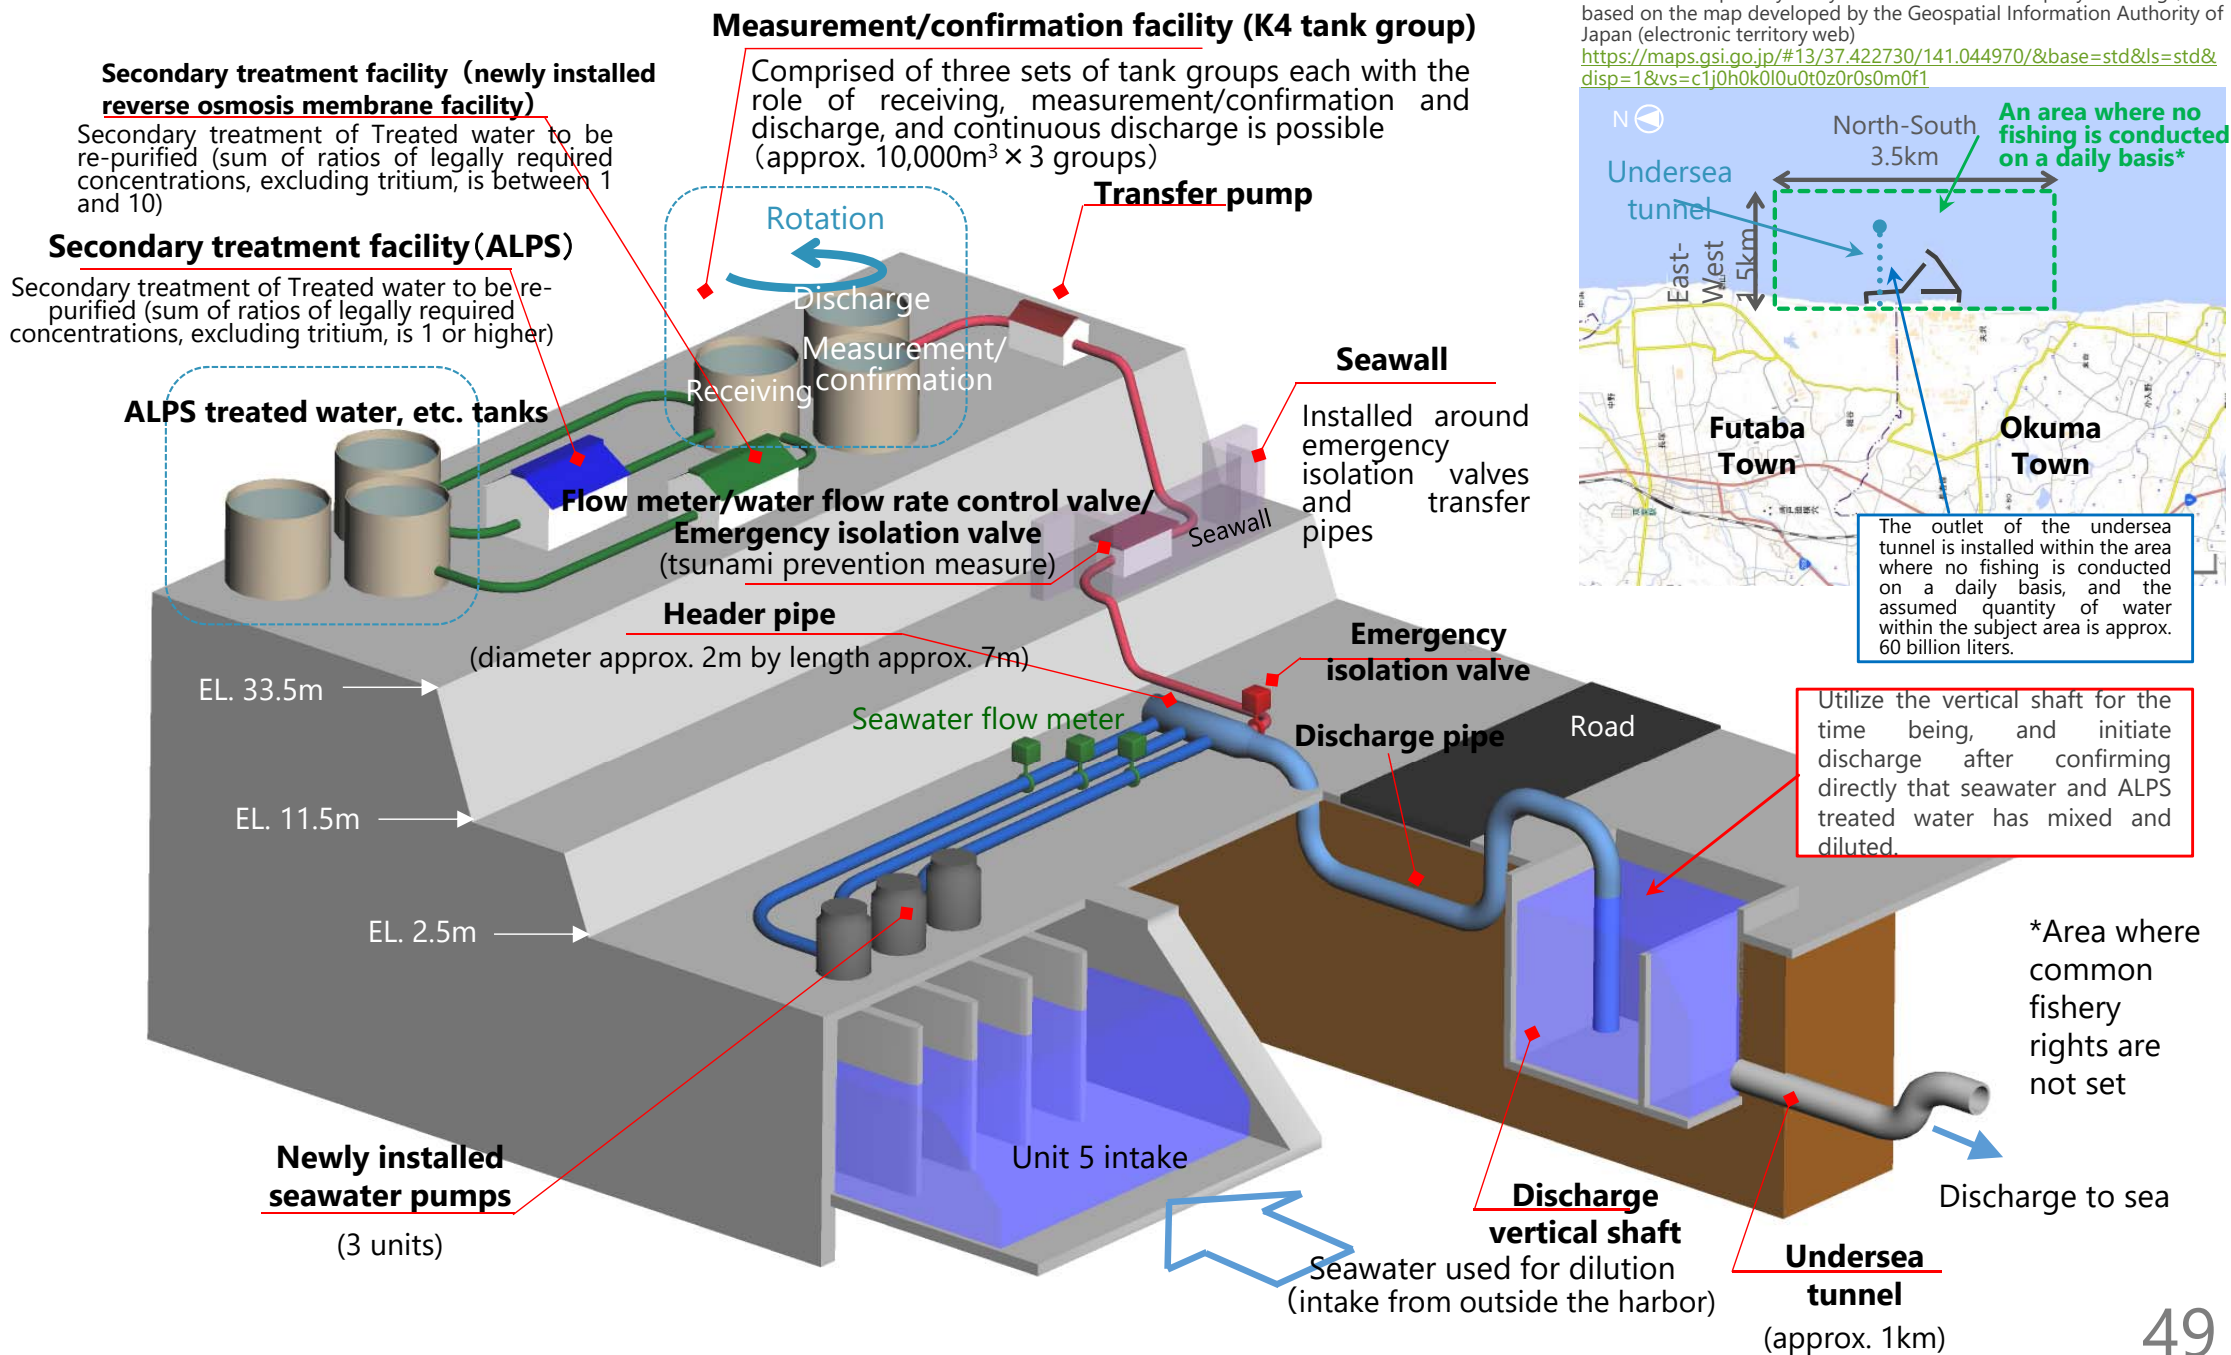 Measurement/confirmation facility (K4 tank group)
Comprised of three sets of tank groups each with the
role of receiving, measurement/confirmation and
discharge, and continuous discharge is possible
（approx. 10,000m³ × 3 groups）
Secondary treatment facility（newly installed
reverse osmosis membrane facility）
Secondary treatment of Treated water to be
re-purified (sum of ratios of legally required
concentrations, excluding tritium, is between 1
and 10)
Secondary treatment facility（ALPS）
Secondary treatment of Treated water to be re-
purified (sum of ratios of legally required
concentrations, excluding tritium, is 1 or higher)
ALPS treated water, etc. tanks
Rotation
Discharge
Measurement/
confirmation
Receiving
Transfer pump
Seawall
Installed around
emergency
isolation valves
and transfer
pipes
Seawall
Flow meter/water flow rate control valve/
Emergency isolation valve
(tsunami prevention measure)
Header pipe
(diameter approx. 2m by length approx. 7m)
Emergency
isolation valve
Seawater flow meter
Discharge pipe
Road
EL. 33.5m
EL. 11.5m
EL. 2.5m
Newly installed
seawater pumps
(3 units)
Unit 5 intake
Seawater used for dilution
（intake from outside the harbor）
Discharge
vertical shaft
Undersea
tunnel
(approx. 1km)
Discharge to sea
Utilize the vertical shaft for the
time being, and initiate
discharge after confirming
directly that seawater and ALPS
treated water has mixed and
diluted.
*Area where
common
fishery
rights are
not set
based on the map developed by the Geospatial Information Authority of
Japan (electronic territory web)
https://maps.gsi.go.jp/#13/37.422730/141.044970/&base=std&ls=std&
disp=1&vs=c1j0h0k0l0u0t0z0r0s0m0f1
N
North-South
3.5km
An area where no
fishing is conducted
on a daily basis*
Undersea
tunnel
East-
West
1.5km
Futaba
Town
Okuma
Town
The outlet of the undersea
tunnel is installed within the area
where no fishing is conducted
on a daily basis, and the
assumed quantity of water
within the subject area is approx.
60 billion liters.
49